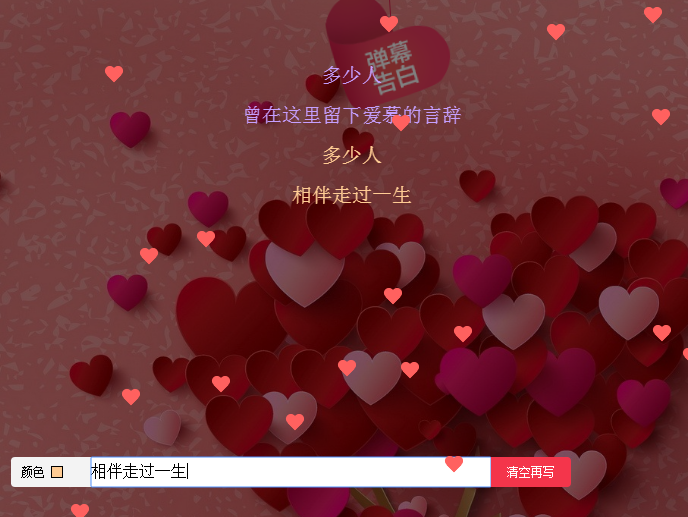 弹幕
告白
多少人
曾在这里留下爱慕的言辞
多少人
相伴走过一生
颜色
相伴走过一生
清空再写